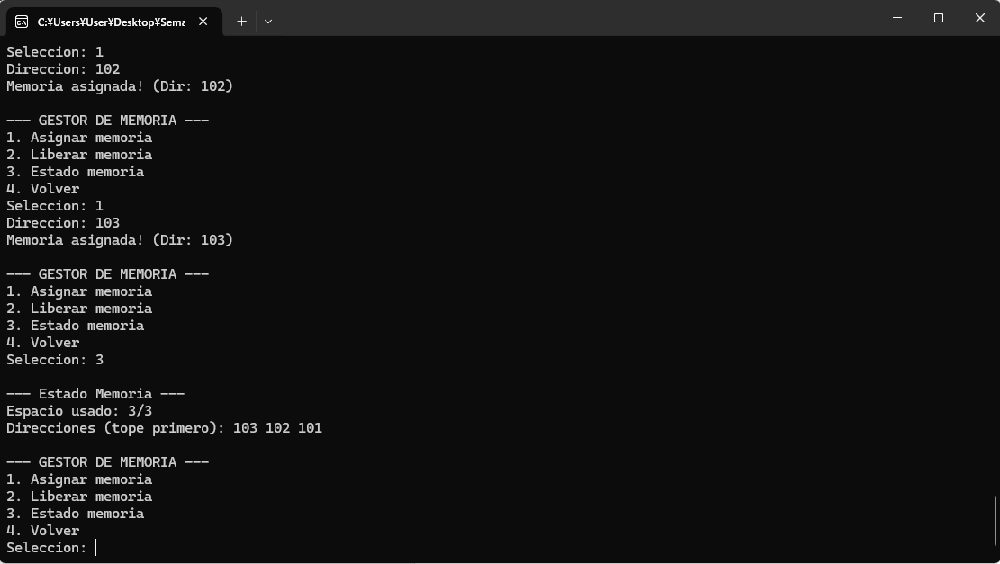 C:¥Users¥User¥Desktop¥Sema
Seleccion: 1
Direccion: 102
Memoria asignada! (Dir: 102)
--- GESTOR DE MEMORIA ---
1. Asignar memoria
2. Liberar memoria
3. Estado memoria
4. Volver
Seleccion: 1
Direccion: 103
Memoria asignada! (Dir: 103)
--- GESTOR DE MEMORIA ---
1. Asignar memoria
2. Liberar memoria
3. Estado memoria
4. Volver
Seleccion: 3
--- Estado Memoria ---
Espacio usado: 3/3
Direcciones (tope primero): 103 102 101
--- GESTOR DE MEMORIA ---
1. Asignar memoria
2. Liberar memoria
3. Estado memoria
4. Volver
Seleccion: